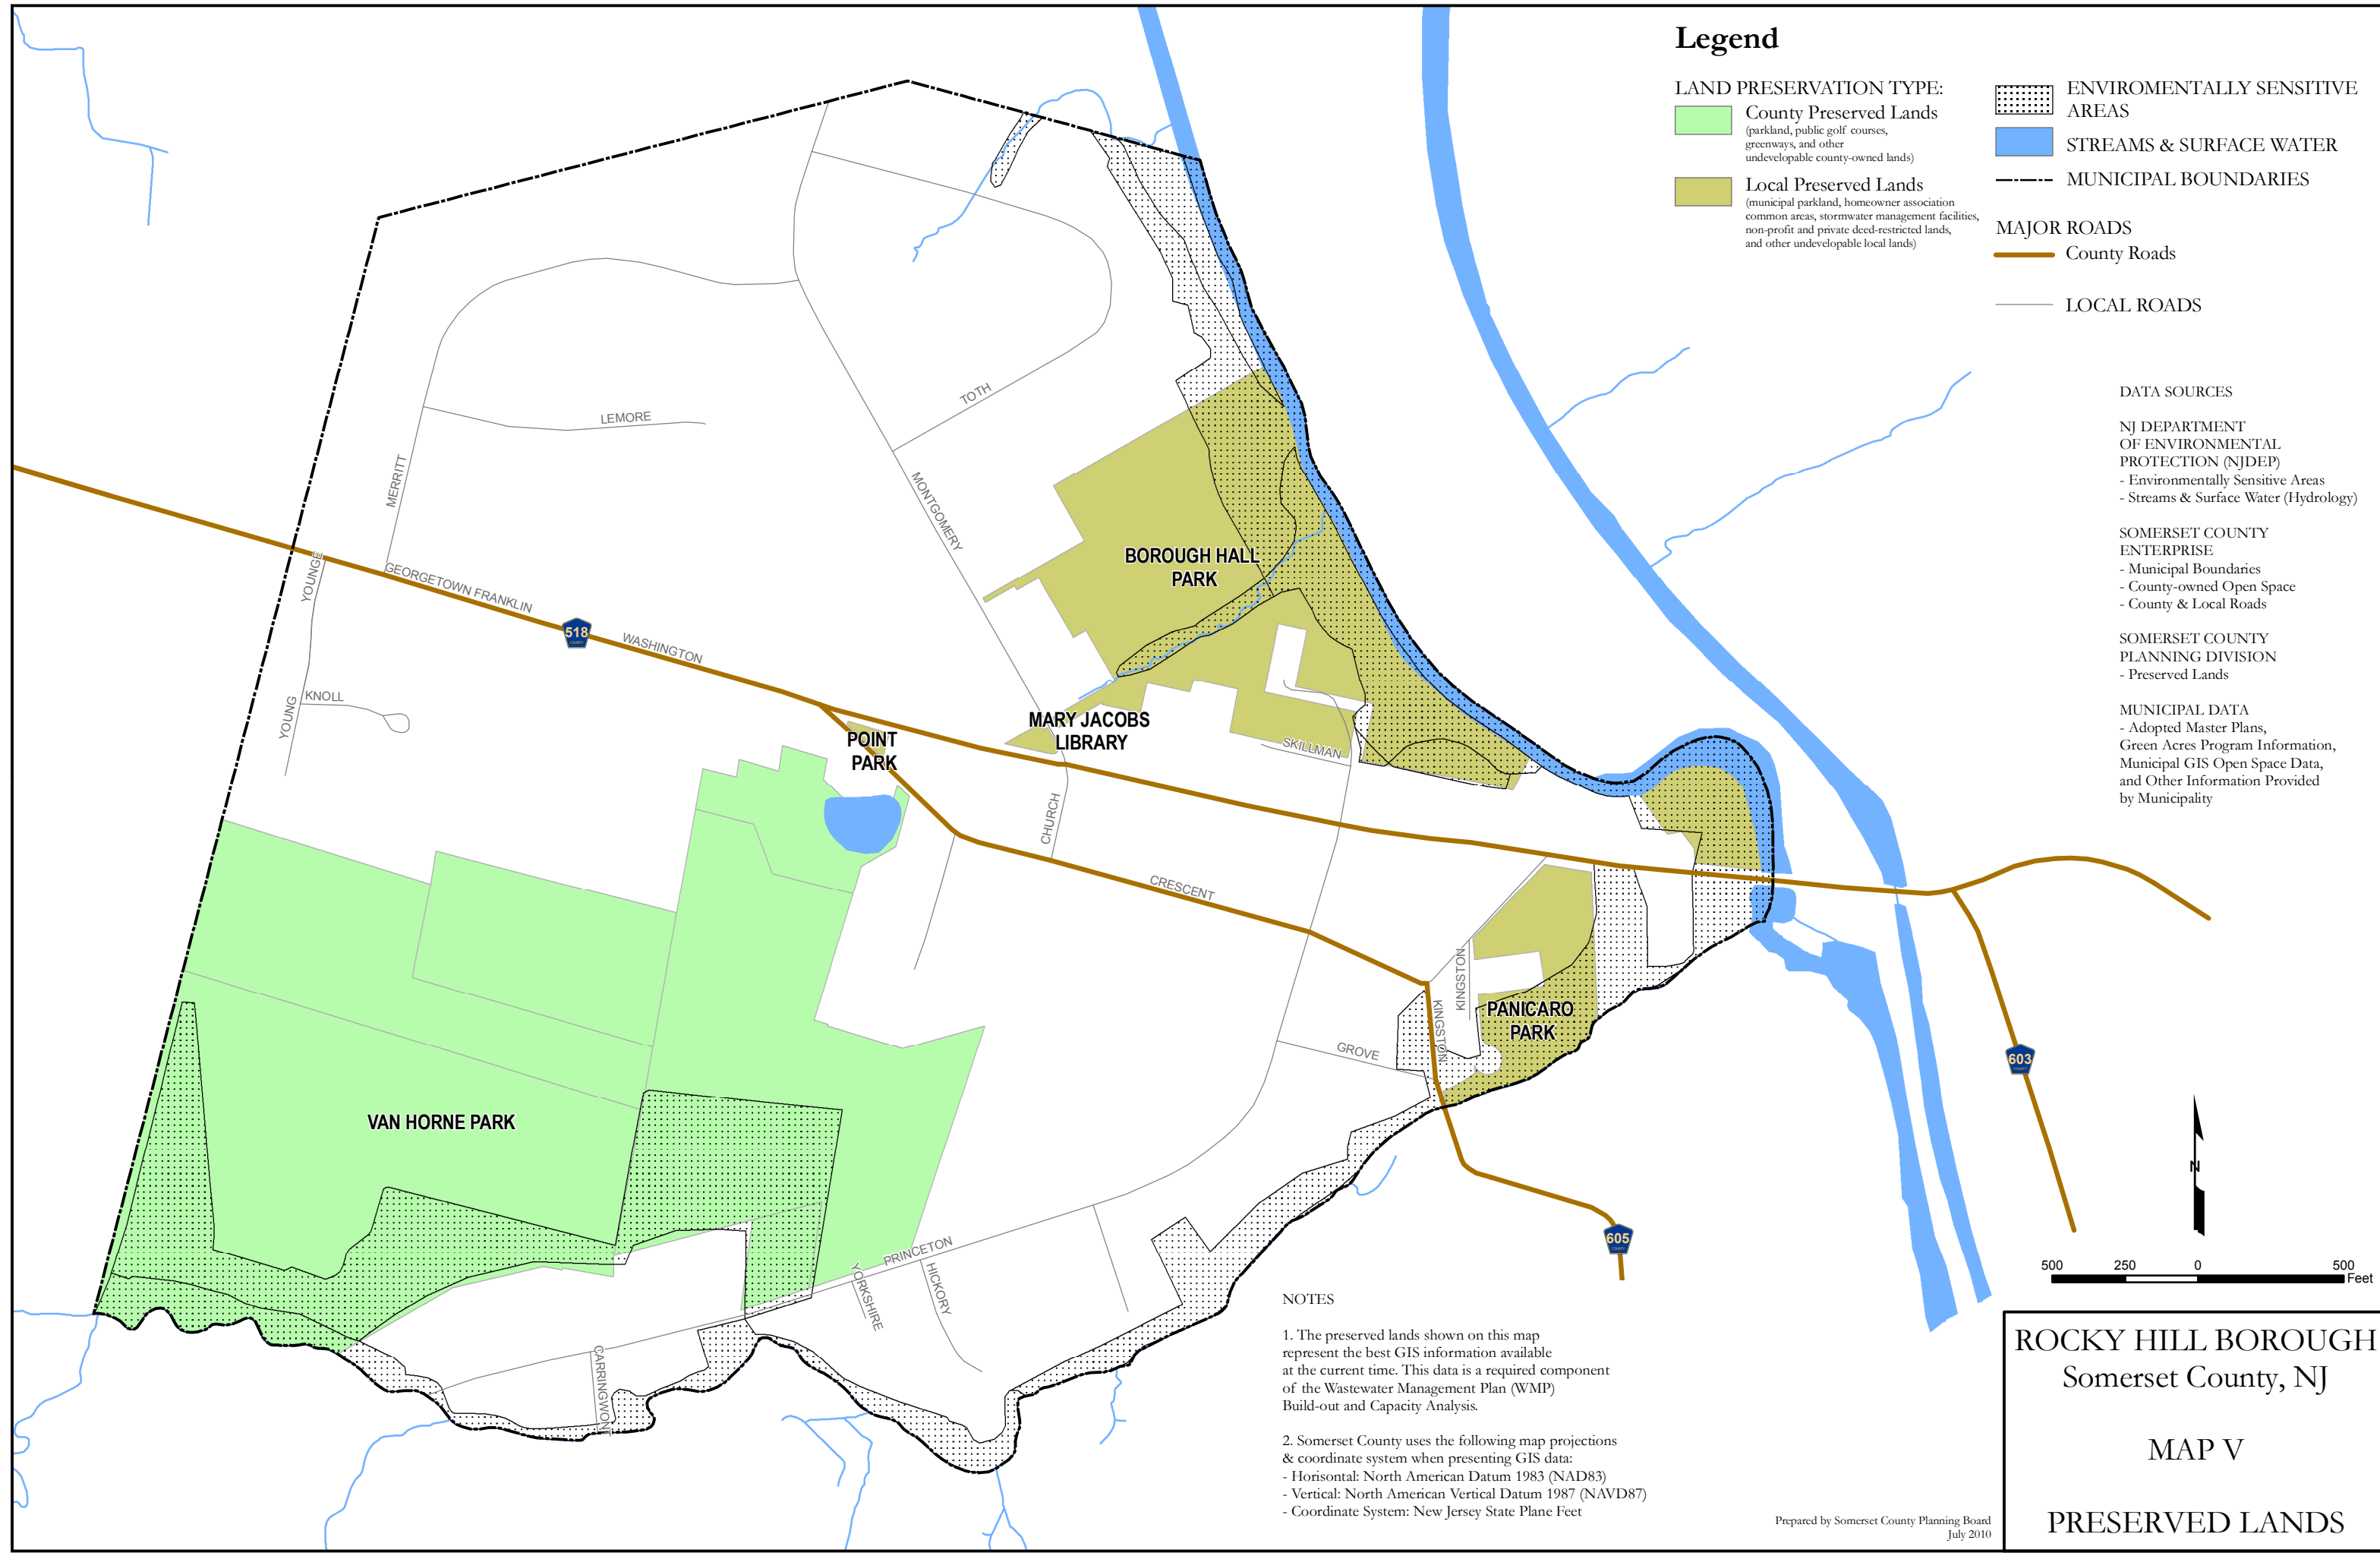 Legend
LAND PRESERVATION TYPE:
County Preserved Lands
(parkland, public golf courses,
greenways, and other
undevelopable county-owned lands)
Local Preserved Lands
(municipal parkland, homeowner association
common areas, stormwater management facilities,
non-profit and private deed-restricted lands,
and other undevelopable local lands)
ENVIROMENTALLY SENSITIVE
AREAS
STREAMS & SURFACE WATER
MUNICIPAL BOUNDARIES
MAJOR ROADS
County Roads
LOCAL ROADS
DATA SOURCES
NJ DEPARTMENT
OF ENVIRONMENTAL
PROTECTION (NJDEP)
- Environmentally Sensitive Areas
- Streams & Surface Water (Hydrology)
SOMERSET COUNTY
ENTERPRISE
- Municipal Boundaries
- County-owned Open Space
- County & Local Roads
SOMERSET COUNTY
PLANNING DIVISION
- Preserved Lands
MUNICIPAL DATA
- Adopted Master Plans,
Green Acres Program Information,
Municipal GIS Open Space Data,
and Other Information Provided
by Municipality
TOTH
LEMORE
MERRITT
MONTGOMERY
YOUNGE
GEORGETOWN FRANKLIN
518
COUNTY
WASHINGTON
BOROUGH HALL
PARK
YOUNG
KNOLL
POINT
PARK
MARY JACOBS
LIBRARY
SKILLMAN
CHURCH
CRESCENT
KINGSTON
KINGSTON
PANICARO
PARK
GROVE
603
COUNTY
VAN HORNE PARK
605
COUNTY
PRINCETON
YORKSHIRE
HICKORY
CARRINGWONT
N
500 250 0 500
Feet
NOTES
1. The preserved lands shown on this map
represent the best GIS information available
at the current time. This data is a required component
of the Wastewater Management Plan (WMP)
Build-out and Capacity Analysis.
2. Somerset County uses the following map projections
& coordinate system when presenting GIS data:
- Horisontal: North American Datum 1983 (NAD83)
- Vertical: North American Vertical Datum 1987 (NAVD87)
- Coordinate System: New Jersey State Plane Feet
Prepared by Somerset County Planning Board
July 2010
ROCKY HILL BOROUGH
Somerset County, NJ
MAP V
PRESERVED LANDS